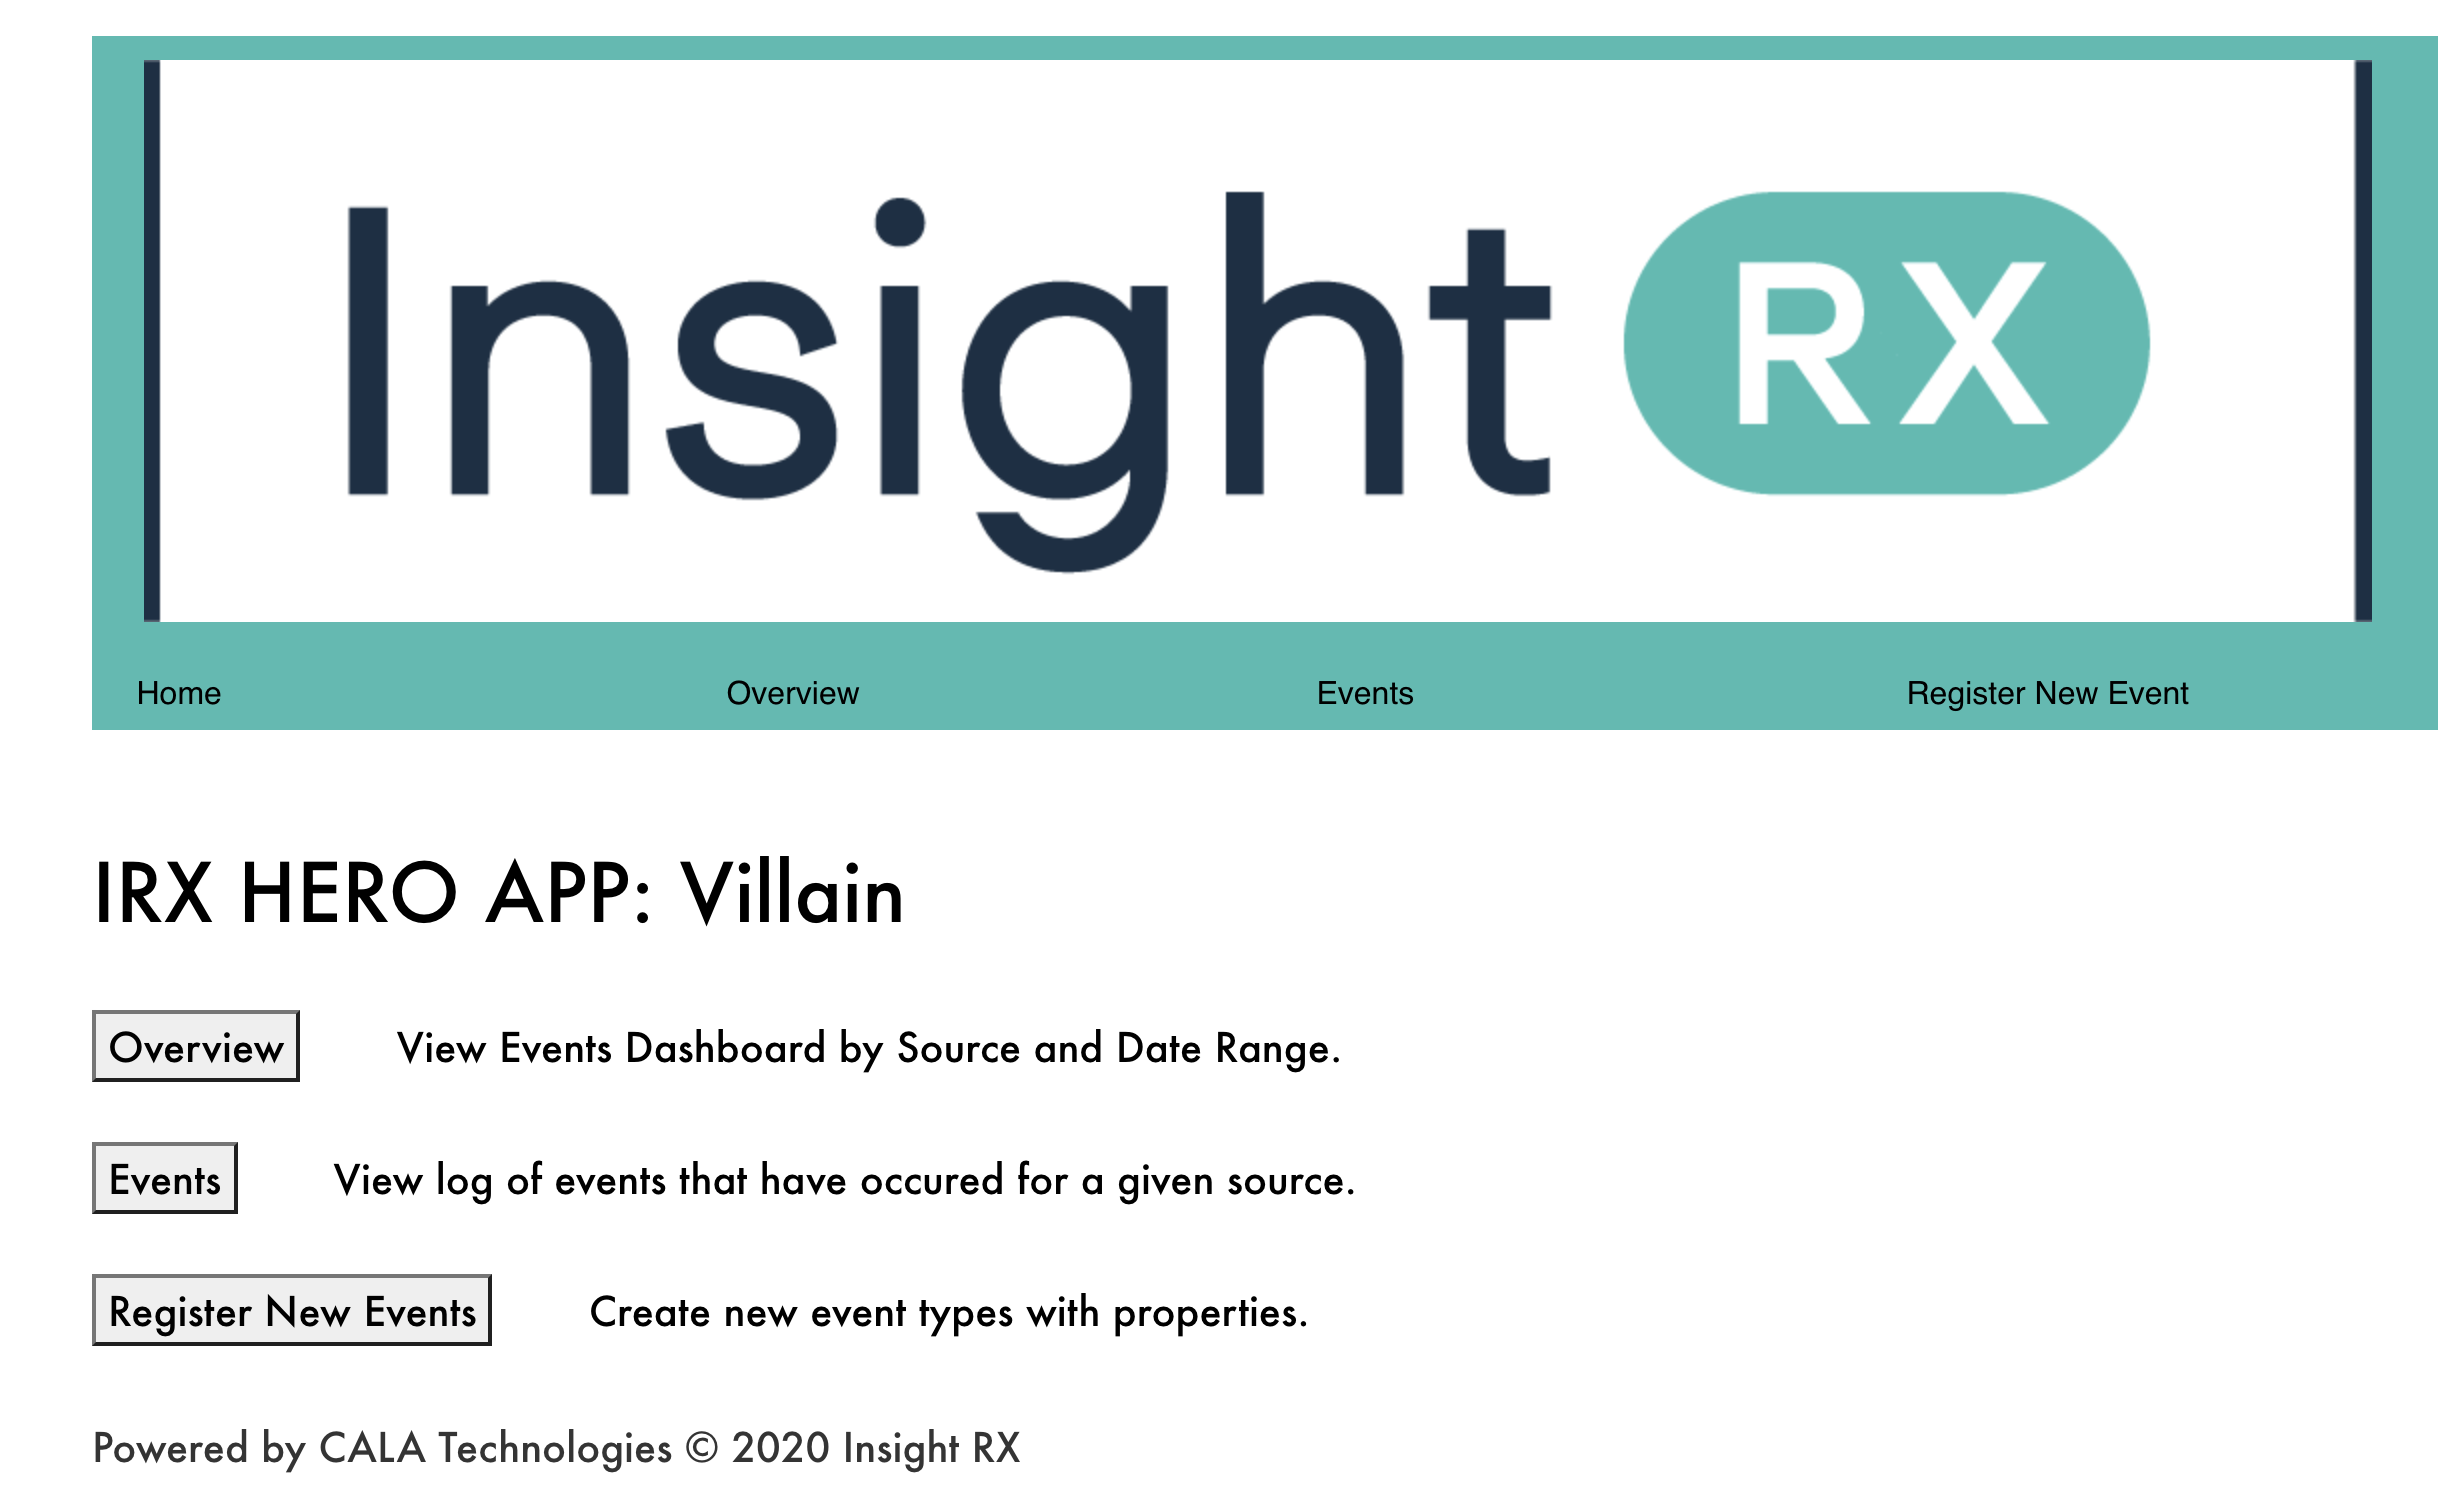 Insight RX
Home Overview Events Register New Event
IRX HERO APP: Villain
Overview View Events Dashboard by Source and Date Range.
Events View log of events that have occured for a given source.
Register New Events Create new event types with properties.
Powered by CALA Technologies © 2020 Insight RX